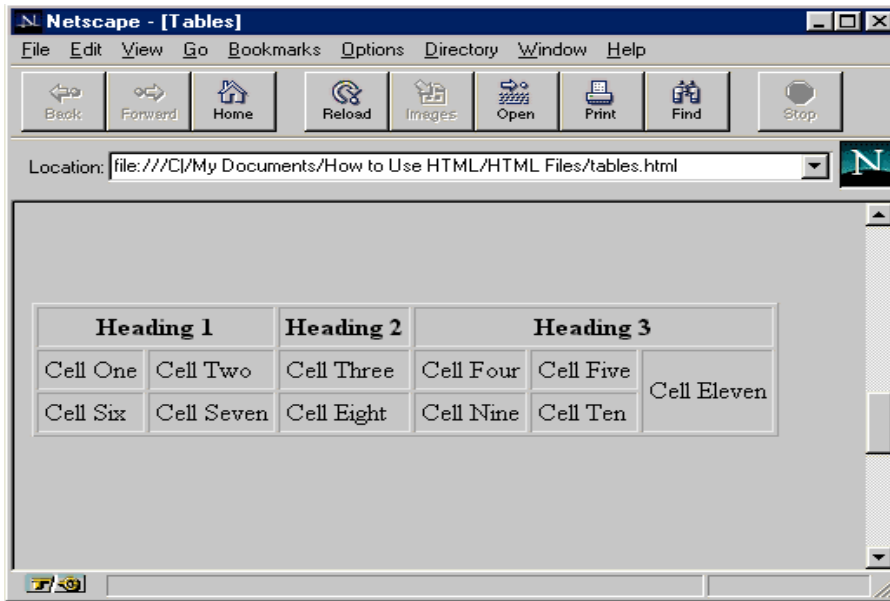 N Netscape - [Tables]
File Edit View Go Bookmarks Options Directory Window Help
Back Forward Home Reload Images Open Print Find Stop
Location: file:///C|/My Documents/How to Use HTML/HTML Files/tables.html N
Heading 1 Heading 2 Heading 3
Cell One Cell Two Cell Three Cell Four Cell Five Cell Eleven
Cell Six Cell Seven Cell Eight Cell Nine Cell Ten